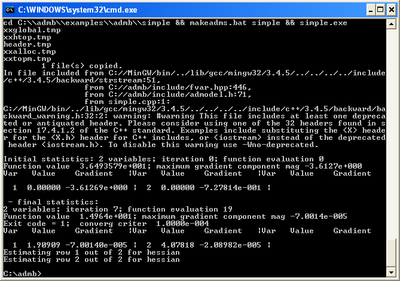 C:\WINDOWS\system32\cmd.exe
cd C:\\admb\\examples\\admb\\simple && makeadms.bat simple && simple.exe
xxglobal.tmp
xxhtop.tmp
header.tmp
xxalloc.tmp
xxtopm.tmp
1 file(s) copied.
In file included from C://MinGW/bin/../lib/gcc/mingw32/3.4.5/../../../../include
/c++/3.4.5/backward/strstream:51,
from C://admb/include/fvar.hpp:446,
from C://admb/include/admodel.h:71,
from simple.cpp:1:
C://MinGW/bin/../lib/gcc/mingw32/3.4.5/../../../../include/c++/3.4.5/backward/ba
ckward_warning.h:32:2: warning: #warning This file includes at least one depreca
ted or antiquated header. Please consider using one of the 32 headers found in s
ection 17.4.1.2 of the C++ standard. Examples include substituting the <X> heade
r for the <X.h> header for C++ includes, or <iostream> instead of the deprecated
header <iostream.h>. To disable this warning use -Wno-deprecated.
Initial statistics: 2 variables; iteration 0; function evaluation 0
Function value 3.6493579e+001; maximum gradient component mag -3.6127e+000
Var Value Gradient |Var Value Gradient |Var Value Gradient
1 0.00000 -3.61269e+000 | 2 0.00000 -7.27814e-001 |
- final statistics:
2 variables; iteration 7; function evaluation 19
Function value 1.4964e+001; maximum gradient component mag -7.0014e-005
Exit code = 1; converg criter 1.0000e-004
Var Value Gradient |Var Value Gradient |Var Value Gradient
1 1.90909 -7.00140e-005 | 2 4.07818 -2.08982e-005 |
Estimating row 1 out of 2 for hessian
Estimating row 2 out of 2 for hessian
C:\admb>